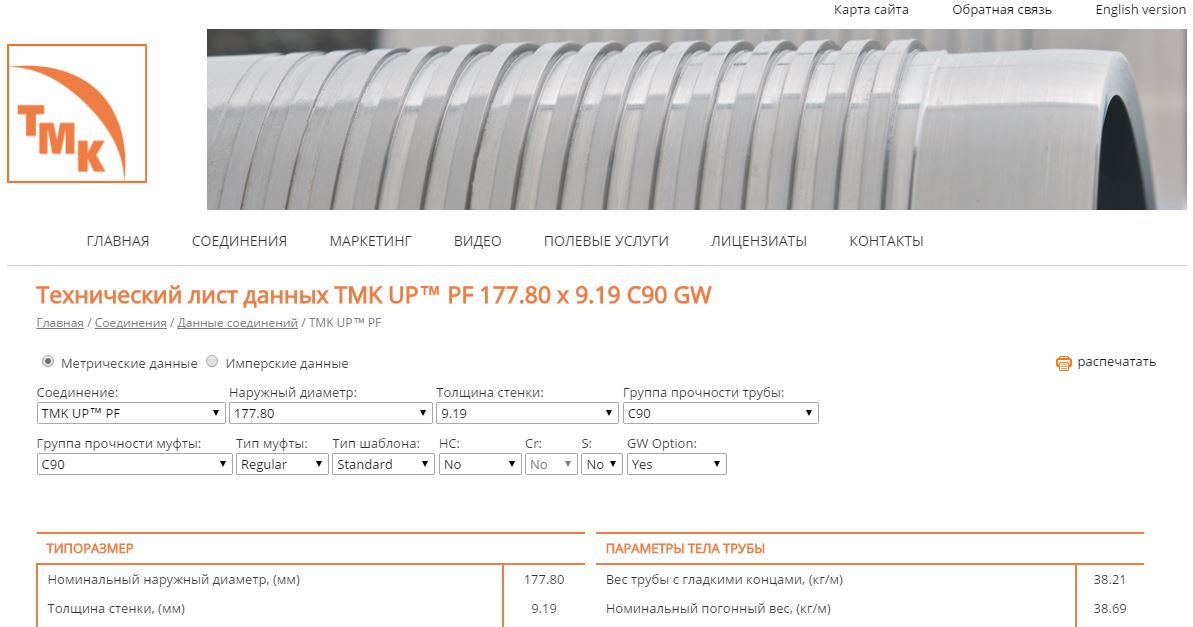 Карта сайта Обратная связь English version
ТМК
ГЛАВНАЯ СОЕДИНЕНИЯ МАРКЕТИНГ ВИДЕО ПОЛЕВЫЕ УСЛУГИ ЛИЦЕНЗИАТЫ КОНТАКТЫ
Технический лист данных TMK UP™ PF 177.80 x 9.19 C90 GW
Главная / Соединения / Данные соединений / TMK UP™ PF
Метрические данные Имперские данные распечатать
Соединение: Наружный диаметр: Толщина стенки: Группа прочности трубы:
TMK UP™ PF 177.80 9.19 C90
Группа прочности муфты: Тип муфты: Тип шаблона: HC: Cr: S: GW Option:
C90 Regular Standard No No No Yes
ТИПОРАЗМЕР ПАРАМЕТРЫ ТЕЛА ТРУБЫ
Номинальный наружный диаметр, (мм) 177.80 Вес трубы с гладкими концами, (кг/м) 38.21
Толщина стенки, (мм) 9.19 Номинальный погонный вес, (кг/м) 38.69